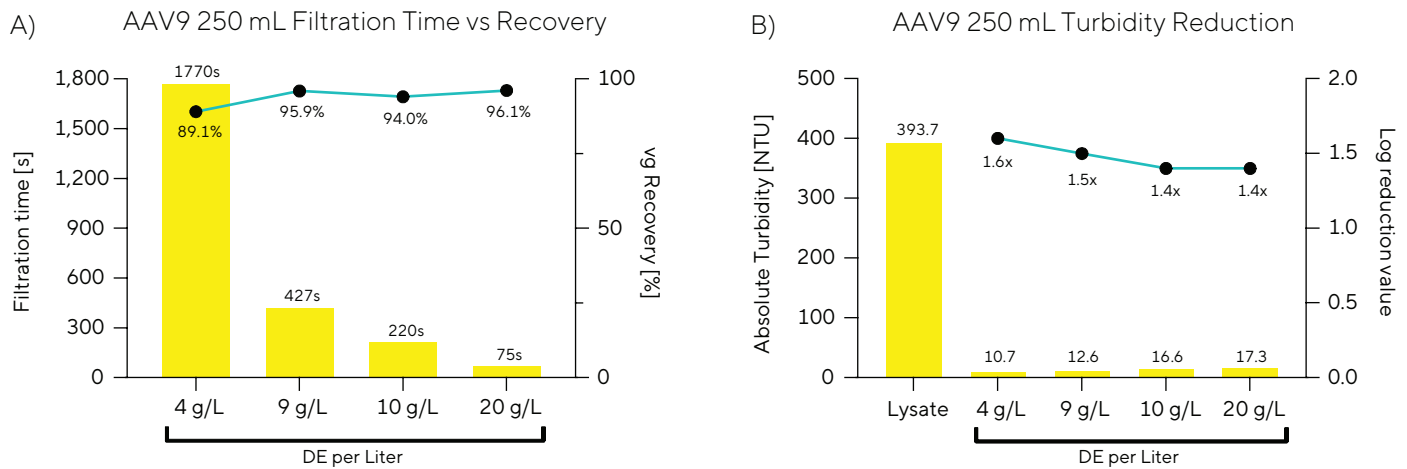 A)
AAV9 250 mL Filtration Time vs Recovery
Filtration time [s]
1,800
1,500
1,200
900
600
300
0
1770s
427s
220s
75s
89.1%
95.9%
94.0%
96.1%
100
50
0
vg Recovery [%]
4 g/L
9 g/L
10 g/L
20 g/L
DE per Liter
B)
AAV9 250 mL Turbidity Reduction
Absolute Turbidity [NTU]
500
400
300
200
100
0
393.7
10.7
12.6
16.6
17.3
1.6x
1.5x
1.4x
1.4x
2.0
1.5
1.0
0.5
0.0
Log reduction value
Lysate
4 g/L
9 g/L
10 g/L
20 g/L
DE per Liter